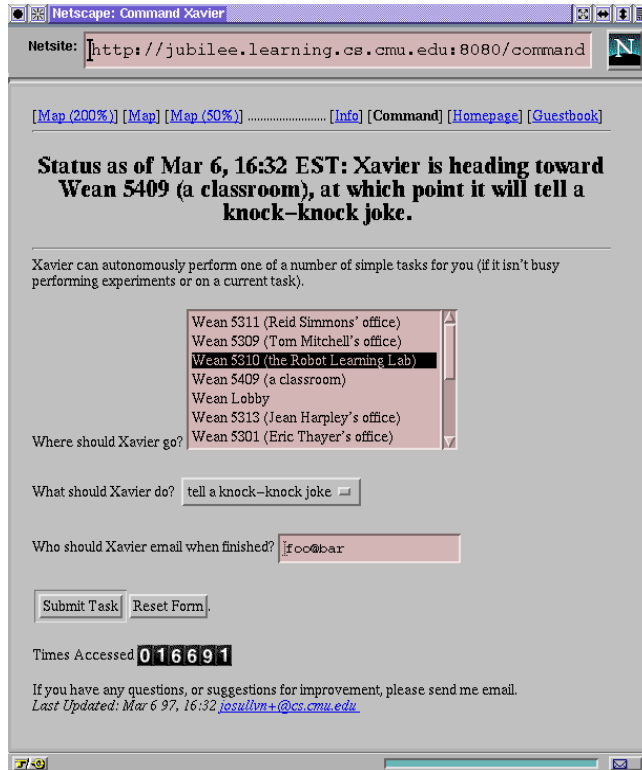 Netscape: Command Xavier
Netsite: http://jubilee.learning.cs.cmu.edu:8080/command
N
[Map (200%)] [Map] [Map (50%)] .......................... [Info] [Command] [Homepage] [Guestbook]
Status as of Mar 6, 16:32 EST: Xavier is heading toward
Wean 5409 (a classroom), at which point it will tell a
knock–knock joke.
Xavier can autonomously perform one of a number of simple tasks for you (if it isn't busy
performing experiments or on a current task).
Wean 5311 (Reid Simmons' office)
Wean 5309 (Tom Mitchell's office)
Wean 5310 (the Robot Learning Lab)
Wean 5409 (a classroom)
Wean Lobby
Wean 5313 (Jean Harpley's office)
Wean 5301 (Eric Thayer's office)
Where should Xavier go?
What should Xavier do? tell a knock–knock joke
Who should Xavier email when finished? foo@bar
Submit Task Reset Form.
Times Accessed 016691
If you have any questions, or suggestions for improvement, please send me email.
Last Updated: Mar 6 97, 16:32 josullvn+@cs.cmu.edu